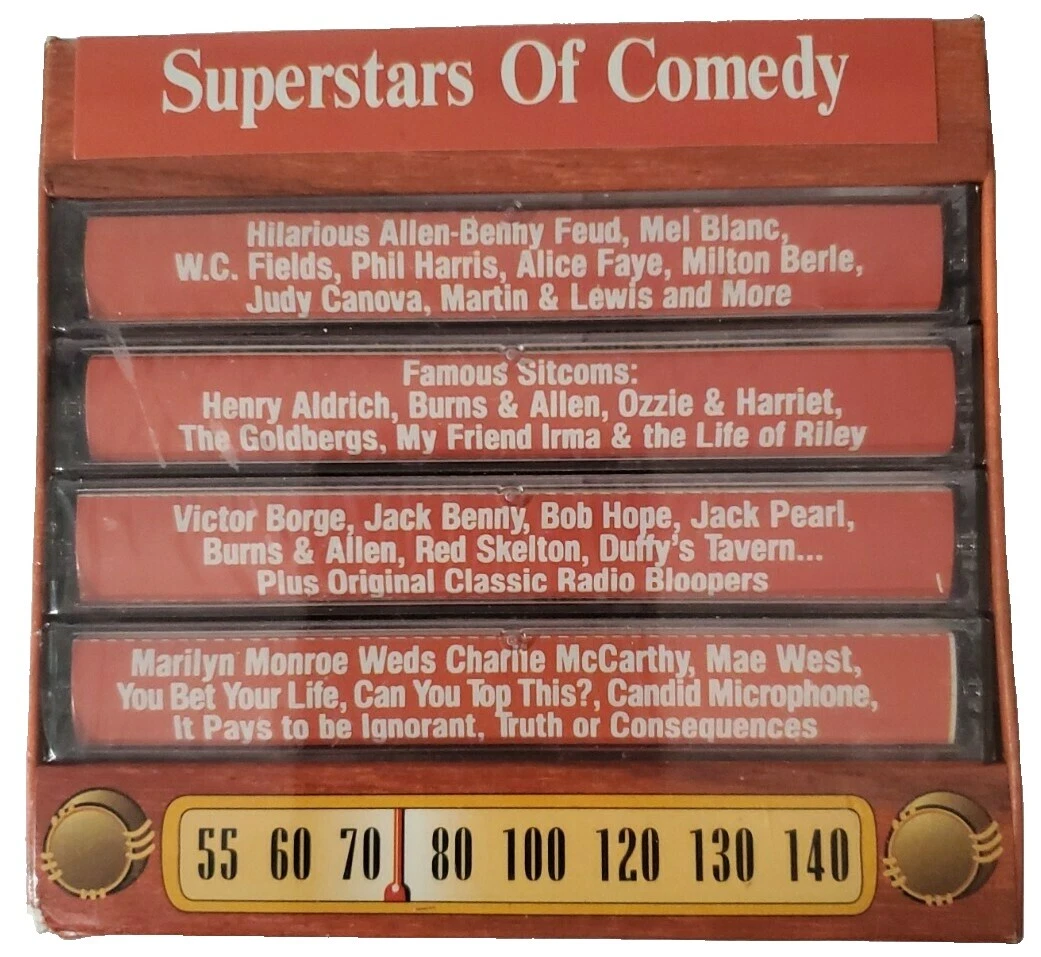 Superstars Of Comedy
Hilarious Allen-Benny Feud, Mel Blanc,
W.C. Fields, Phil Harris, Alice Faye, Milton Berle,
Judy Canova, Martin & Lewis and More
Famous Sitcoms:
Henry Aldrich, Burns & Allen, Ozzie & Harriet,
The Goldbergs, My Friend Irma & the Life of Riley
Victor Borge, Jack Benny, Bob Hope, Jack Pearl,
Burns & Allen, Red Skelton, Duffy's Tavern...
Plus Original Classic Radio Bloopers
Marilyn Monroe Weds Charlie McCarthy, Mae West,
You Bet Your Life, Can You Top This?, Candid Microphone,
It Pays to be Ignorant, Truth or Consequences
55 60 70 80 100 120 130 140